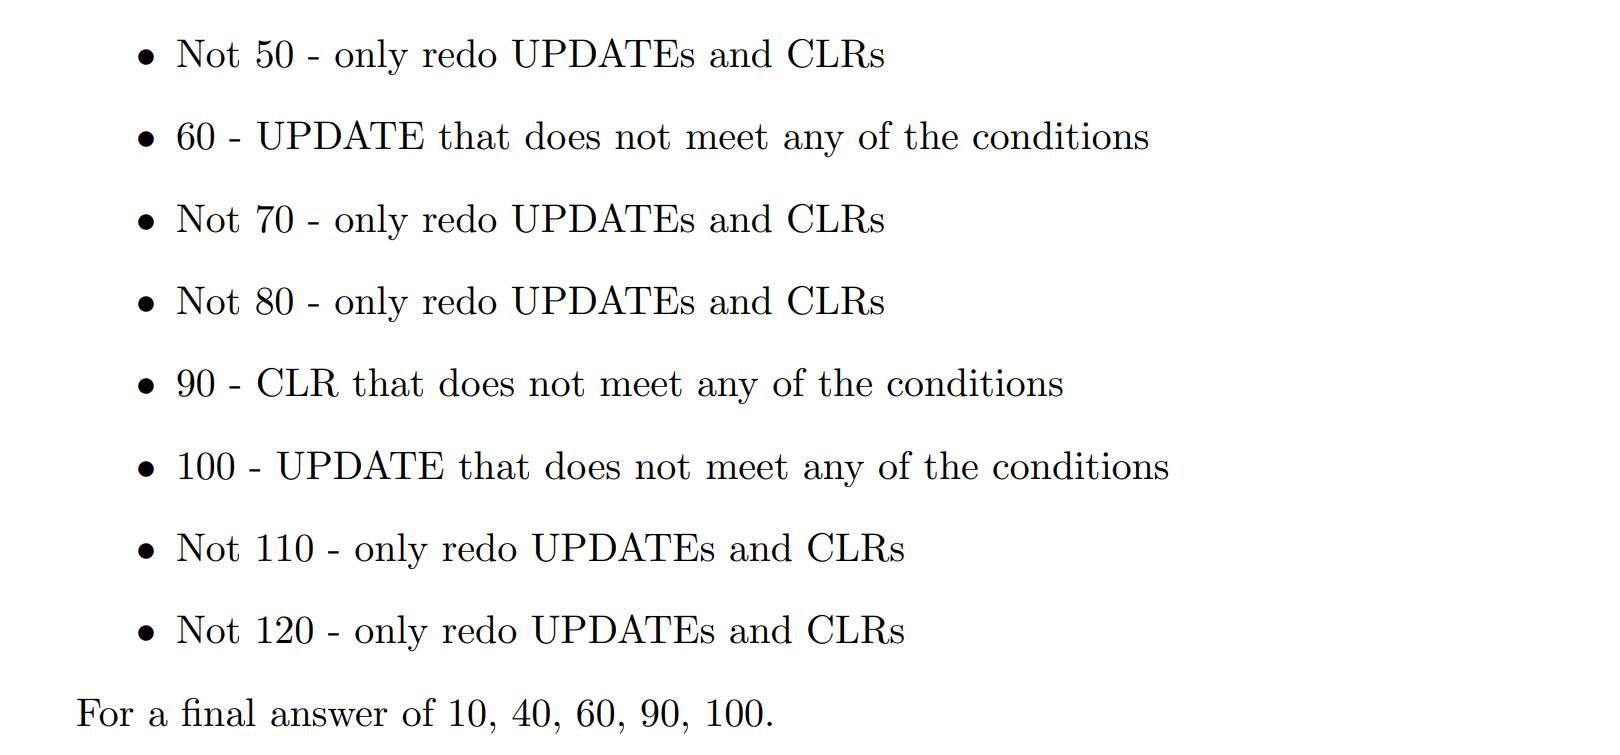 • Not 50 - only redo UPDATEs and CLRs
• 60 - UPDATE that does not meet any of the conditions
• Not 70 - only redo UPDATEs and CLRs
• Not 80 - only redo UPDATEs and CLRs
• 90 - CLR that does not meet any of the conditions
• 100 - UPDATE that does not meet any of the conditions
• Not 110 - only redo UPDATEs and CLRs
• Not 120 - only redo UPDATEs and CLRs
For a final answer of 10, 40, 60, 90, 100.